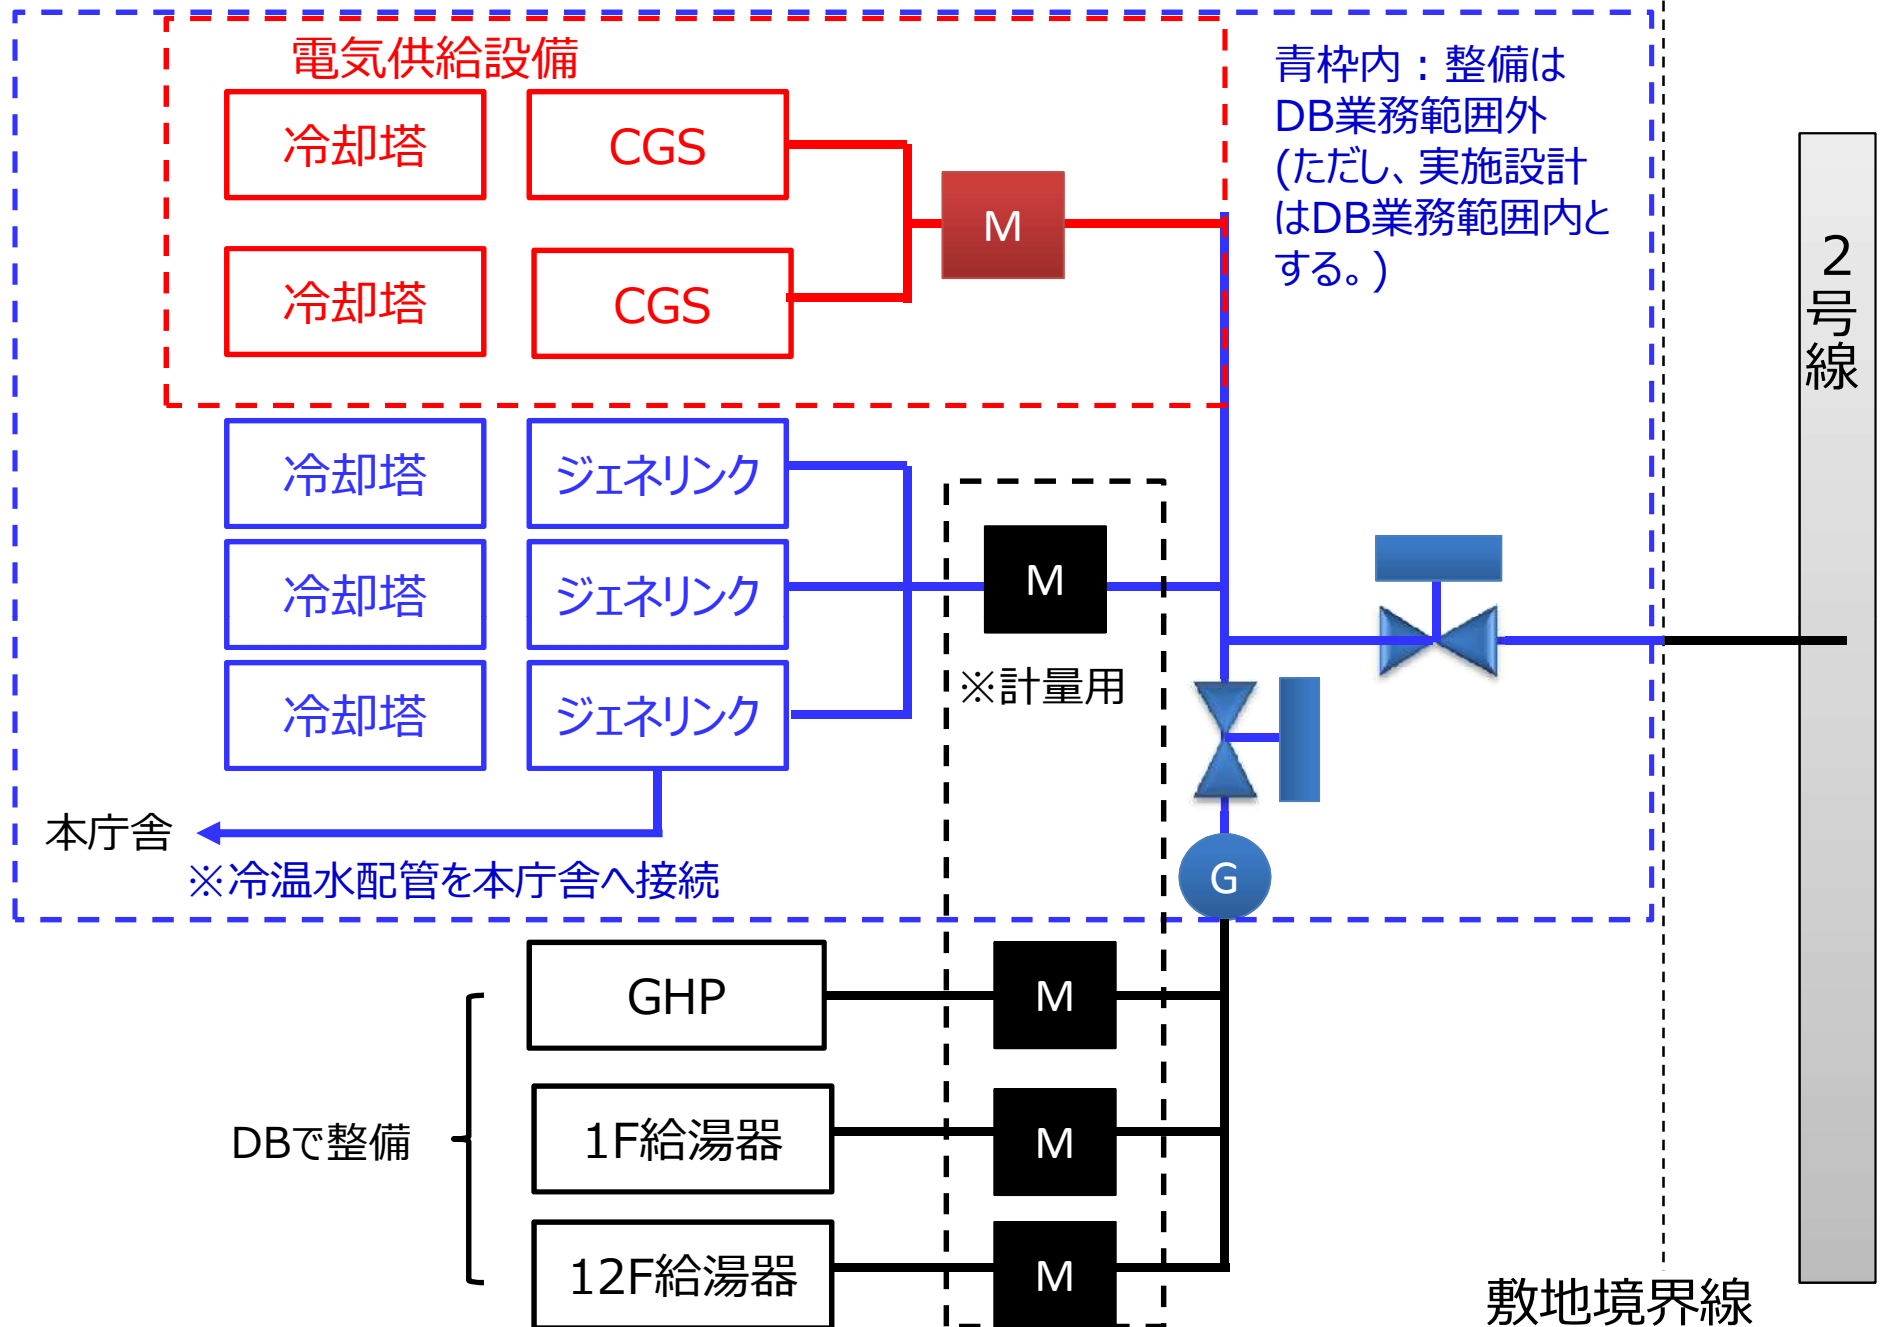 電気供給設備
青枠内：整備は
DB業務範囲外
(ただし、実施設計
はDB業務範囲内と
する。)
冷却塔
CGS
M
冷却塔
CGS
2号線
冷却塔
ジェネリンク
冷却塔
ジェネリンク
M
冷却塔
ジェネリンク
※計量用
本庁舎
※冷温水配管を本庁舎へ接続
G
GHP
M
DBで整備
1F給湯器
M
12F給湯器
M
敷地境界線